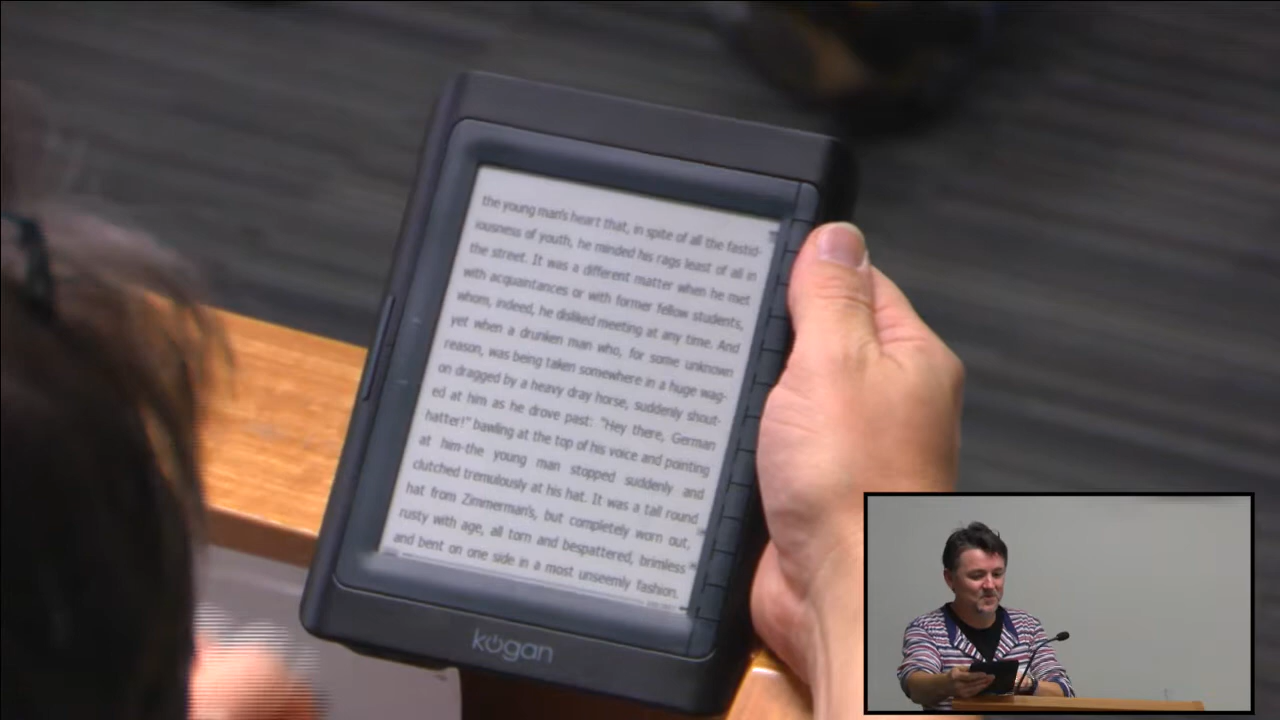 the young man's heart that, in spite of all the fastid-
iousness of youth, he minded his rags least of all in
the street. It was a different matter when he met
with acquaintances or with former fellow students,
whom, indeed, he disliked meeting at any time. And
yet when a drunken man who, for some unknown
reason, was being taken somewhere in a huge wag-
on dragged by a heavy dray horse, suddenly shout-
ed at him as he drove past: "Hey there, German
hatter!" bawling at the top of his voice and pointing
at him-the young man stopped suddenly and
clutched tremulously at his hat. It was a tall round
hat from Zimmerman's, but completely worn out,
rusty with age, all torn and bespattered, brimless
and bent on one side in a most unseemly fashion.
kogan